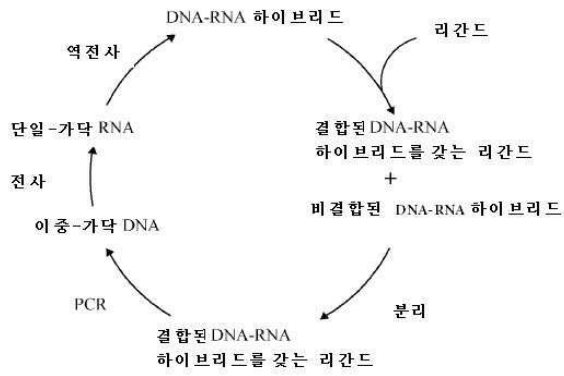 DNA-RNA 하이브리드
리간드
역전사
단일-가닥 RNA
결합된 DNA-RNA
하이브리드를 갖는 리간드
+
전사
비결합된 DNA-RNA 하이브리드
이중-가닥 DNA
PCR
분리
결합된 DNA-RNA
하이브리드를 갖는 리간드